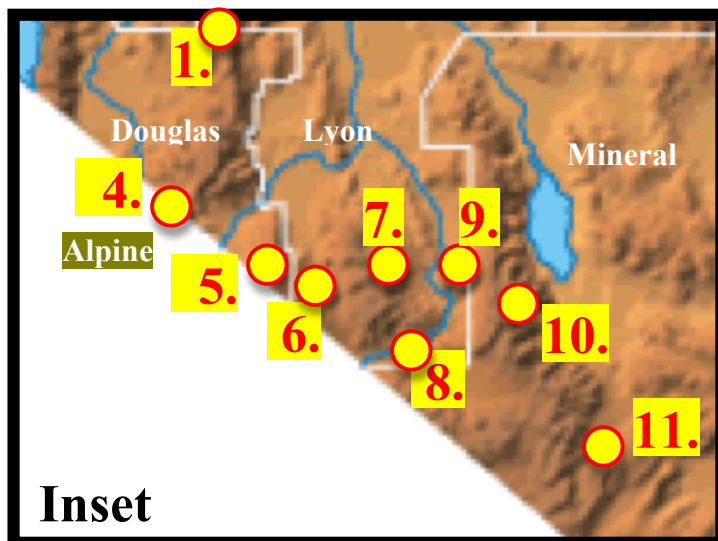 1.
Douglas
Lyon
Mineral
4.
Alpine
5.
6.
7.
8.
9.
10.
11.
Inset